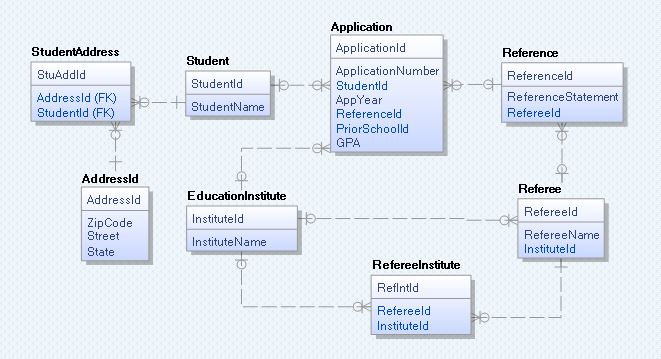 StudentAddress
StuAddId
AddressId (FK)
StudentId (FK)
Student
StudentId
StudentName
Application
ApplicationId
ApplicationNumber
StudentId
AppYear
ReferenceId
PriorSchoolId
GPA
Reference
ReferenceId
ReferenceStatement
RefereeId
AddressId
AddressId
ZipCode
Street
State
EducationInstitute
InstituteId
InstituteName
Referee
RefereeId
RefereeName
InstituteId
RefereeInstitute
RefIntId
RefereeId
InstituteId